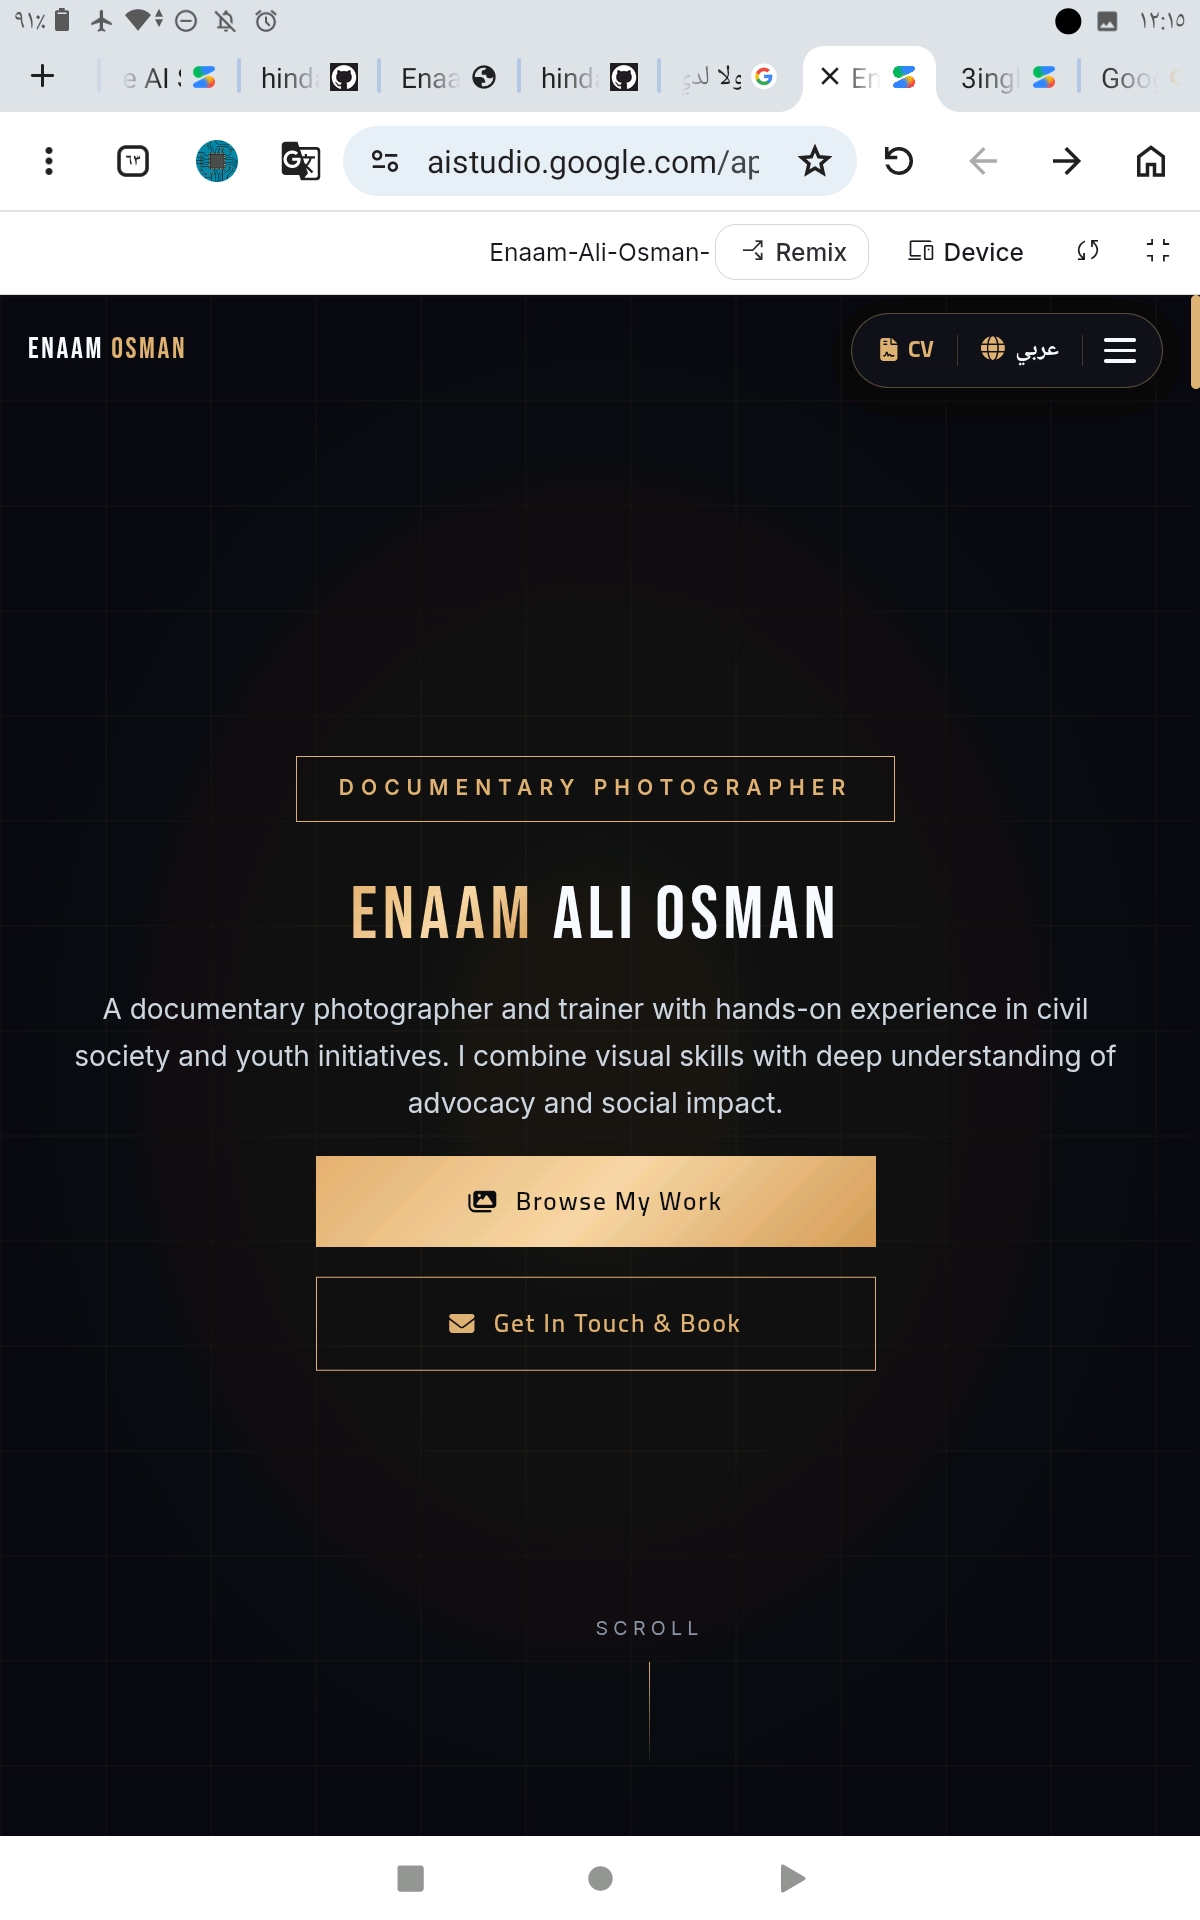 ٩١٪ ١٢:١٥
e AI hind Enaa hind ولا لدي En 3ing Goo
٦٣ aistudio.google.com/ap
Enaam-Ali-Osman- Remix Device
ENAAM OSMAN CV عربي
DOCUMENTARY PHOTOGRAPHER
ENAAM ALI OSMAN
A documentary photographer and trainer with hands-on experience in civil
society and youth initiatives. I combine visual skills with deep understanding of
advocacy and social impact.
Browse My Work
Get In Touch & Book
SCROLL